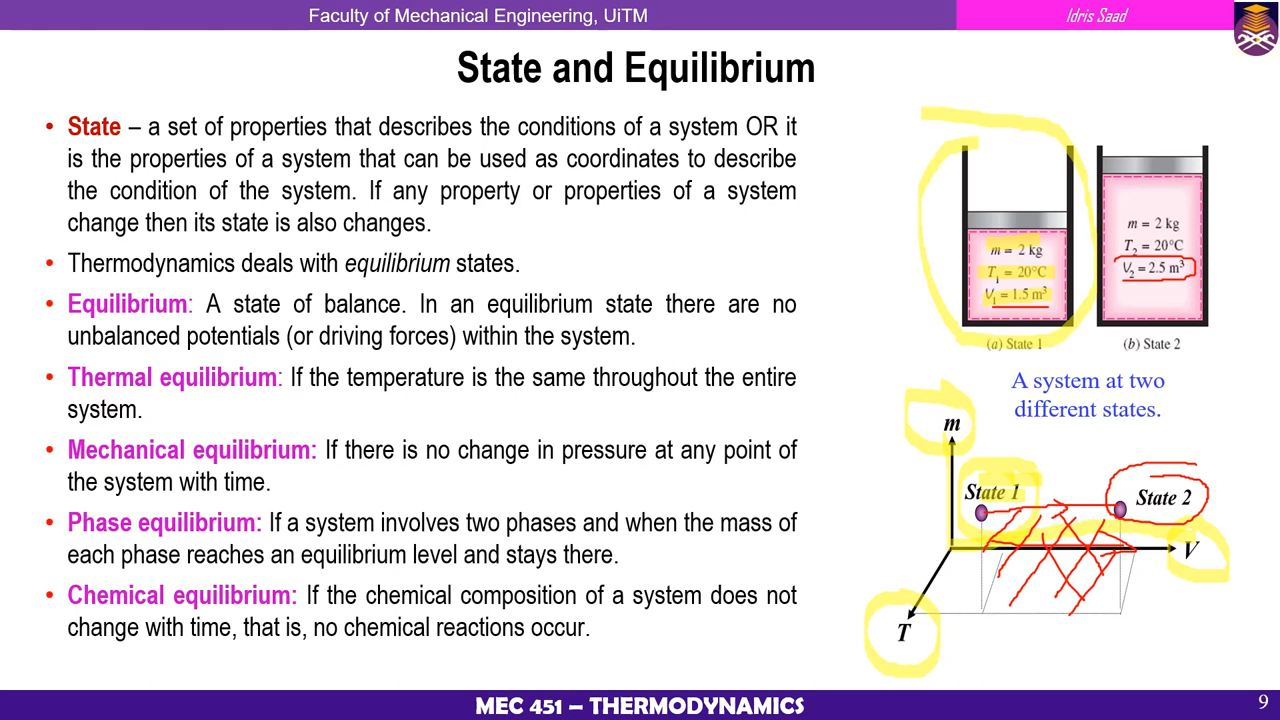 Faculty of Mechanical Engineering, UiTM
Idris Saad
State and Equilibrium
• State – a set of properties that describes the conditions of a system OR it
is the properties of a system that can be used as coordinates to describe
the condition of the system. If any property or properties of a system
change then its state is also changes.
• Thermodynamics deals with equilibrium states.
• Equilibrium: A state of balance. In an equilibrium state there are no
unbalanced potentials (or driving forces) within the system.
• Thermal equilibrium: If the temperature is the same throughout the entire
system.
• Mechanical equilibrium: If there is no change in pressure at any point of
the system with time.
• Phase equilibrium: If a system involves two phases and when the mass of
each phase reaches an equilibrium level and stays there.
• Chemical equilibrium: If the chemical composition of a system does not
change with time, that is, no chemical reactions occur.
m = 2 kg
T₁ = 20°C
V₁ = 1.5 m³
(a) State 1
m = 2 kg
T₂ = 20°C
V₂ = 2.5 m³
(b) State 2
A system at two
different states.
m
State 1
State 2
V
T
MEC 451 – THERMODYNAMICS
9